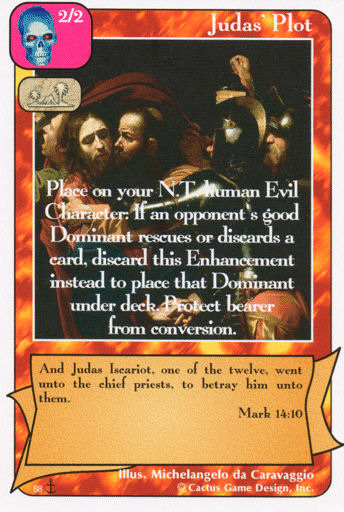 2/2
Judas' Plot
Place on your N.T. human Evil
Character: If an opponent's good
Dominant rescues or discards a
card, discard this Enhancement
instead to place that Dominant
under deck. Protect bearer
from conversion.
And Judas Iscariot, one of the twelve, went
unto the chief priests, to betray him unto
them.
Mark 14:10
Illus. Michelangelo da Caravaggio
88
© Cactus Game Design, Inc.